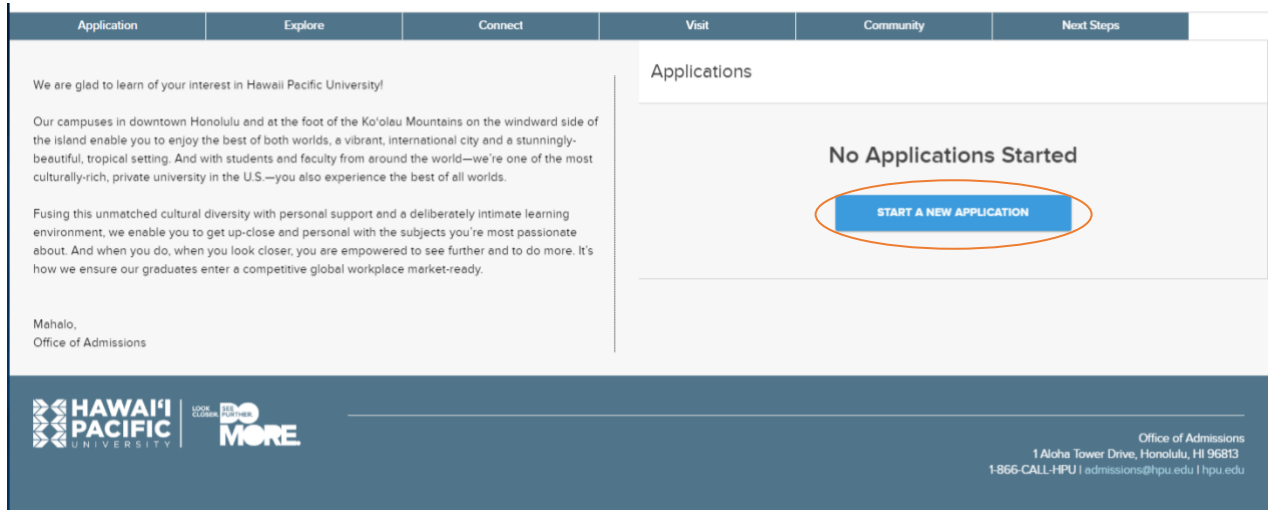 Application
Explore
Connect
Visit
Community
Next Steps
We are glad to learn of your interest in Hawaii Pacific University!
Our campuses in downtown Honolulu and at the foot of the Ko'olau Mountains on the windward side of
the island enable you to enjoy the best of both worlds, a vibrant, international city and a stunningly-
beautiful, tropical setting. And with students and faculty from around the world—we're one of the most
culturally-rich, private university in the U.S.—you also experience the best of all worlds.
Fusing this unmatched cultural diversity with personal support and a deliberately intimate learning
environment, we enable you to get up-close and personal with the subjects you're most passionate
about. And when you do, when you look closer, you are empowered to see further and to do more. It's
how we ensure our graduates enter a competitive global workplace market-ready.
Mahalo,
Office of Admissions
Applications
No Applications Started
START A NEW APPLICATION
HAWAI'I
PACIFIC
UNIVERSITY
LOOK CLOSER.
SEE FURTHER.
DO
MORE.
Office of Admissions
1 Aloha Tower Drive, Honolulu, HI 96813
1-866-CALL-HPU | admissions@hpu.edu | hpu.edu